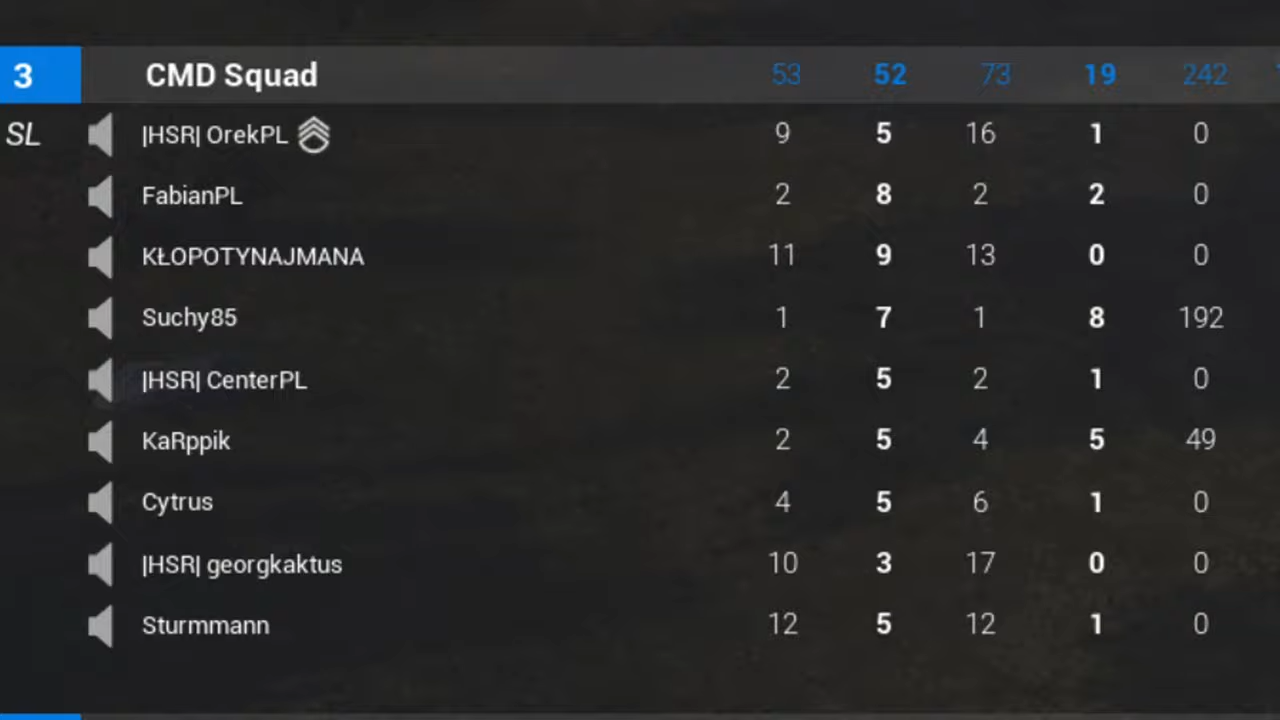 3 CMD Squad 53 52 73 19 242
SL |HSR| OrekPL 9 5 16 1 0
FabianPL 2 8 2 2 0
KŁOPOTYNAJMANA 11 9 13 0 0
Suchy85 1 7 1 8 192
|HSR| CenterPL 2 5 2 1 0
KaRppik 2 5 4 5 49
Cytrus 4 5 6 1 0
|HSR| georgkaktus 10 3 17 0 0
Sturmmann 12 5 12 1 0